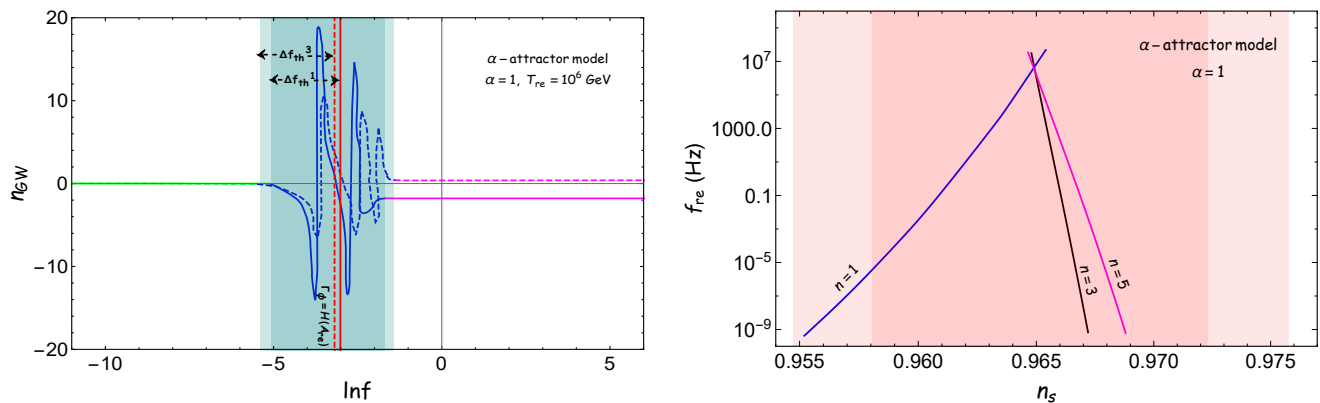 20
10
0
−10
−20
n_GW
Δf_th^3
Δf_th^1
α − attractor model
α = 1, T_re = 10^6 GeV
Γ_ϕ = H(A_re)
−10
−5
0
5
lnf
10^7
1000.0
0.1
10^−5
10^−9
f_re (Hz)
α − attractor model
α = 1
n = 1
n = 3
n = 5
0.955
0.960
0.965
0.970
0.975
n_s